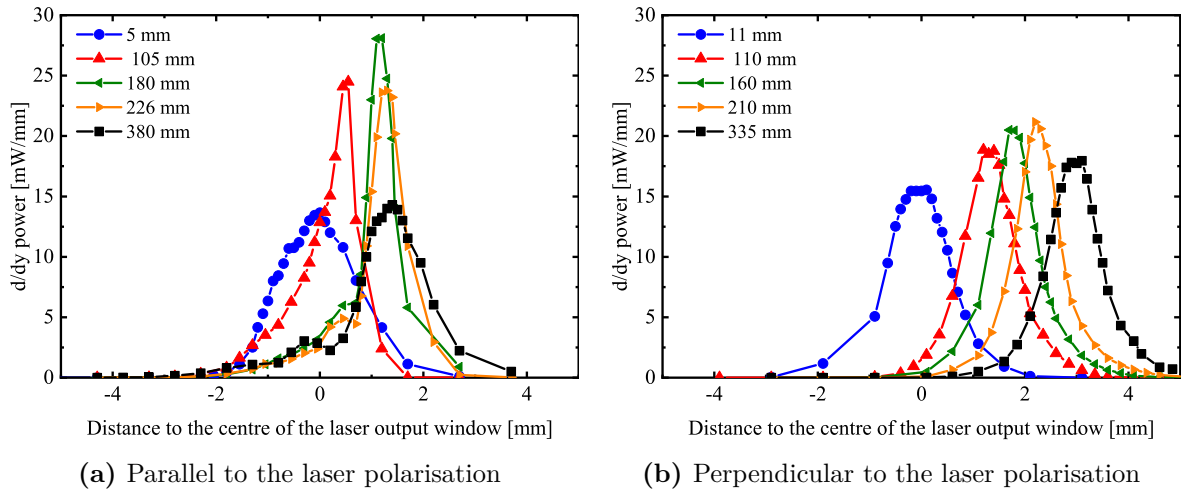 30
25
20
15
10
5
0
d/dy power [mW/mm]
5 mm
105 mm
180 mm
226 mm
380 mm
-4 -2 0 2 4
Distance to the centre of the laser output window [mm]
(a) Parallel to the laser polarisation
30
25
20
15
10
5
0
d/dy power [mW/mm]
11 mm
110 mm
160 mm
210 mm
335 mm
-4 -2 0 2 4
Distance to the centre of the laser output window [mm]
(b) Perpendicular to the laser polarisation